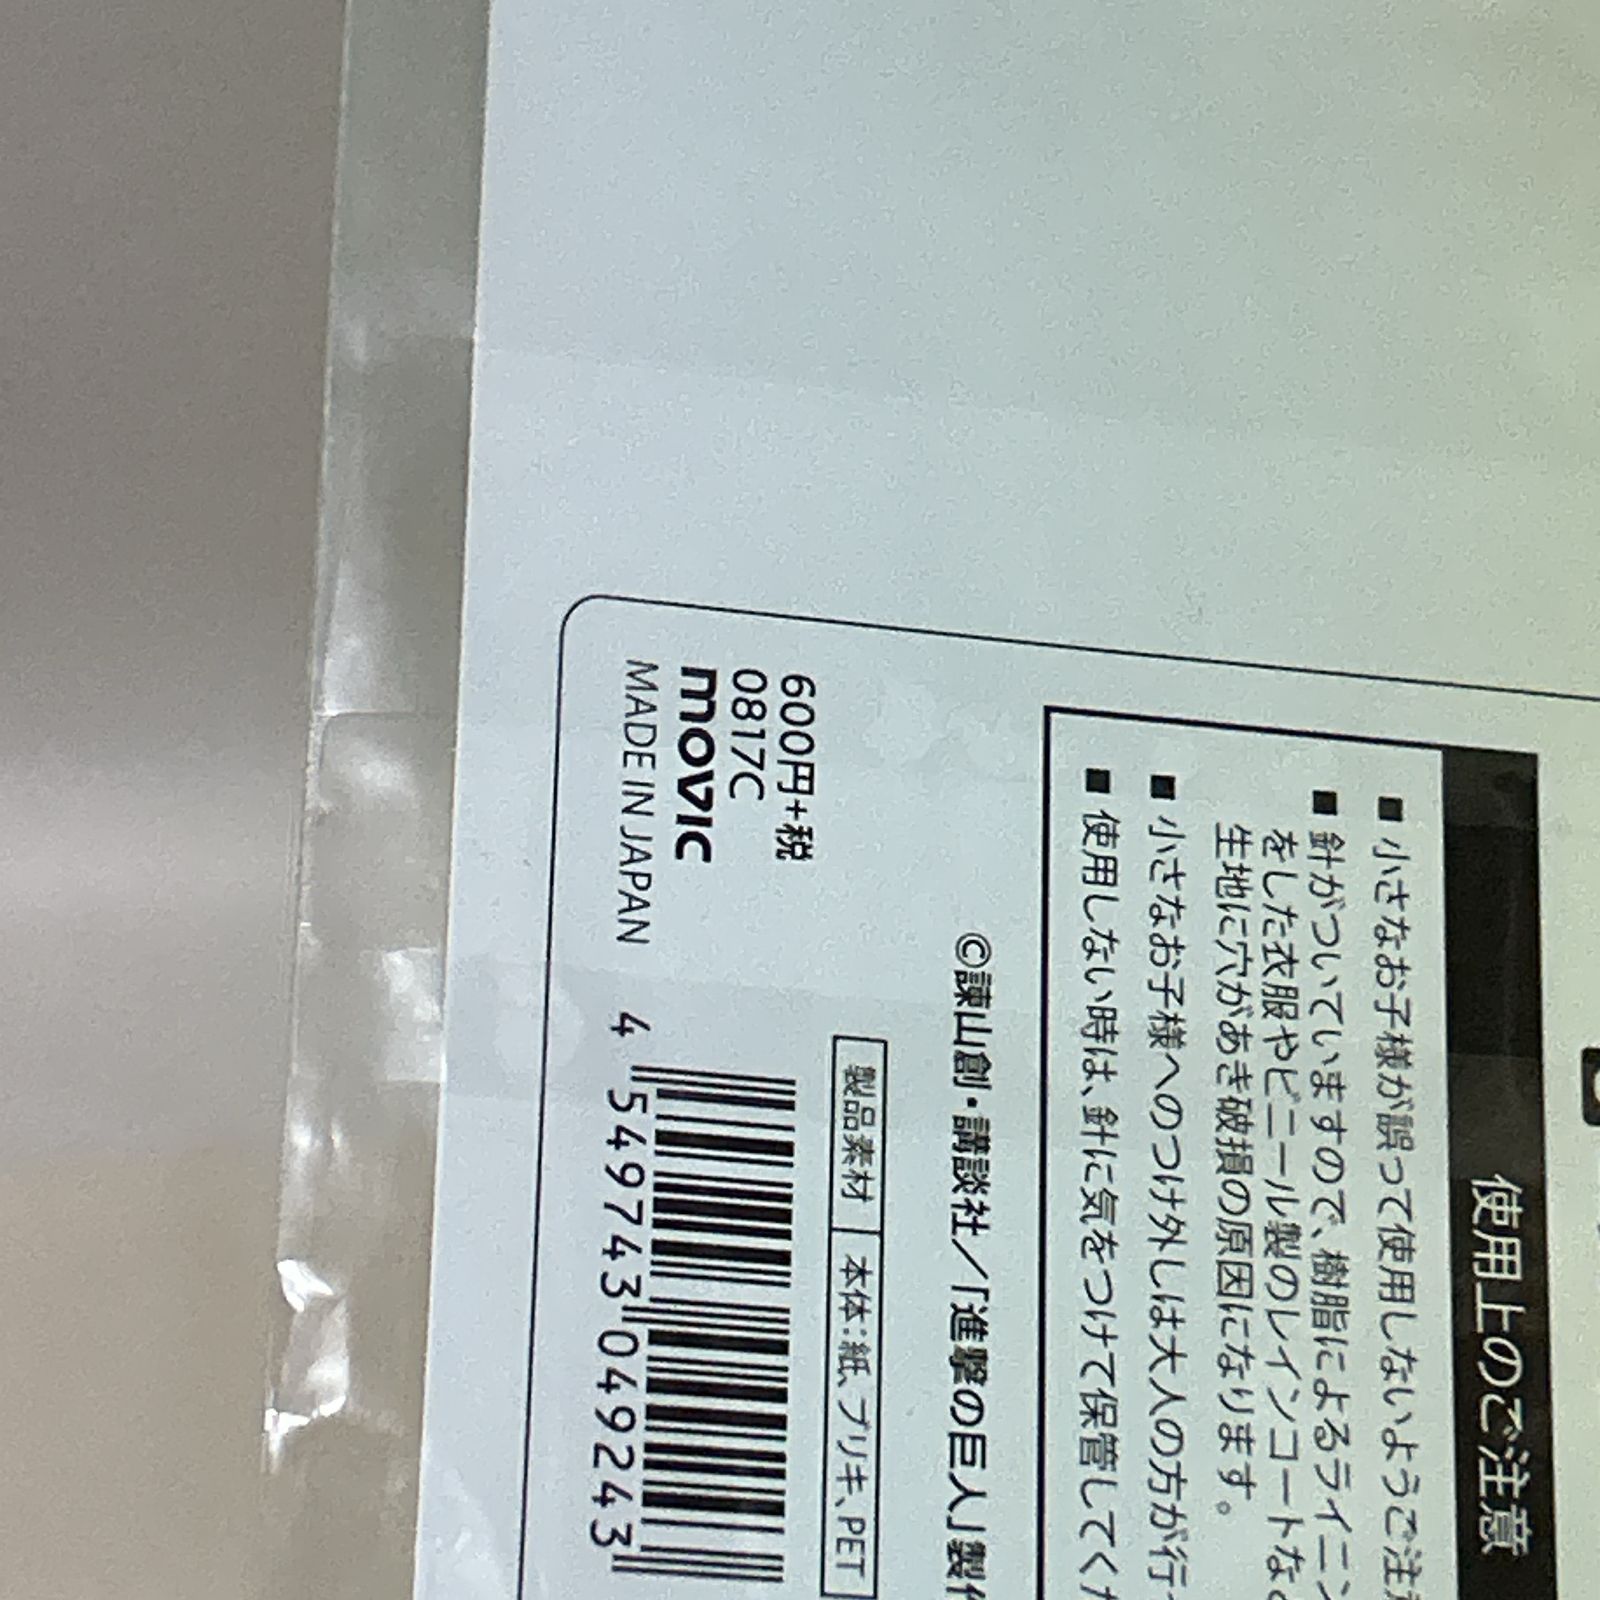 使用上のご注意
■ 小さなお子様が誤って使用しないようご注
■ 針がついていますので、樹脂によるライニン
をした衣服やビニール製のレインコートなど
生地に穴があき破損の原因になります。
■ 小さなお子様へのつけ外しは大人の方が行
■ 使用しない時は、針に気をつけて保管してくだ
©諫山創・講談社／「進撃の巨人」製作
製品素材 本体：紙、ブリキ、PET
600円+税
0817C
movic
MADE IN JAPAN
4 549743 049243